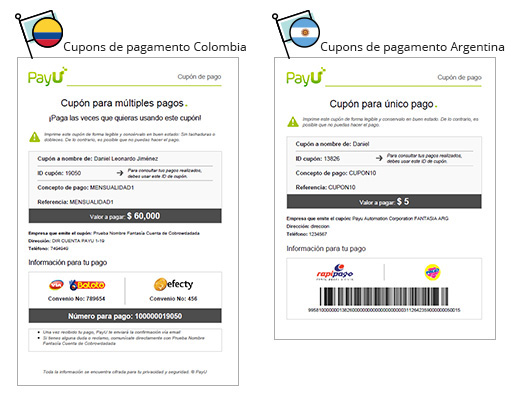 Cupons de pagamento Colombia
PayU
Cupón de pago
Cupón para múltiples pagos.
¡Paga las veces que quieras usando este cupón!
Imprime este cupón de forma legible y consérvalo en buen estado. Sin tachaduras o
dobleces. De lo contrario, es posible que no puedas hacer el pago.
Cupón a nombre de: Daniel Leonardo Jiménez
ID cupón: 19050
Para consultar tus pagos realizados,
debes usar este ID de cupón.
Concepto de pago: MENSUALIDAD1
Referencia: MENSUALIDAD1
Valor a pagar: $ 60,000
Empresa que emite el cupón: Prueba Nombre Fantasía Cuenta de Cobrowdadada
Dirección: DIR CUENTA PAYU 1-19
Teléfono: 7494949
Información para tu pago
VIA Baloto
efecty
Convenio No: 789654
Convenio No: 456
Número para pago: 100000019050
Una vez recibido tu pago, PayU te enviará la confirmación vía email
Si tienes alguna duda o reclamo, comunícate directamente con Prueba Nombre
Fantasía Cuenta de Cobrowdadada
Toda la información se encuentra cifrada para tu privacidad y seguridad. ® PayU
Cupons de pagamento Argentina
PayU
Cupón de pago
Cupón para único pago.
Imprime este cupón de forma legible y consérvalo en buen estado. De lo contrario, es
posible que no puedas hacer el pago.
Cupón a nombre de: Daniel
ID cupón: 13826
Para consultar tus pagos realizados,
debes usar este ID de cupón.
Concepto de pago: CUPON10
Referencia: CUPON10
Valor a pagar: $ 5
Empresa que emite el cupón: Payu Automation Corporation FANTASIA ARG
Dirección: direccion
Teléfono: 1234567
Información para tu pago
rapipago